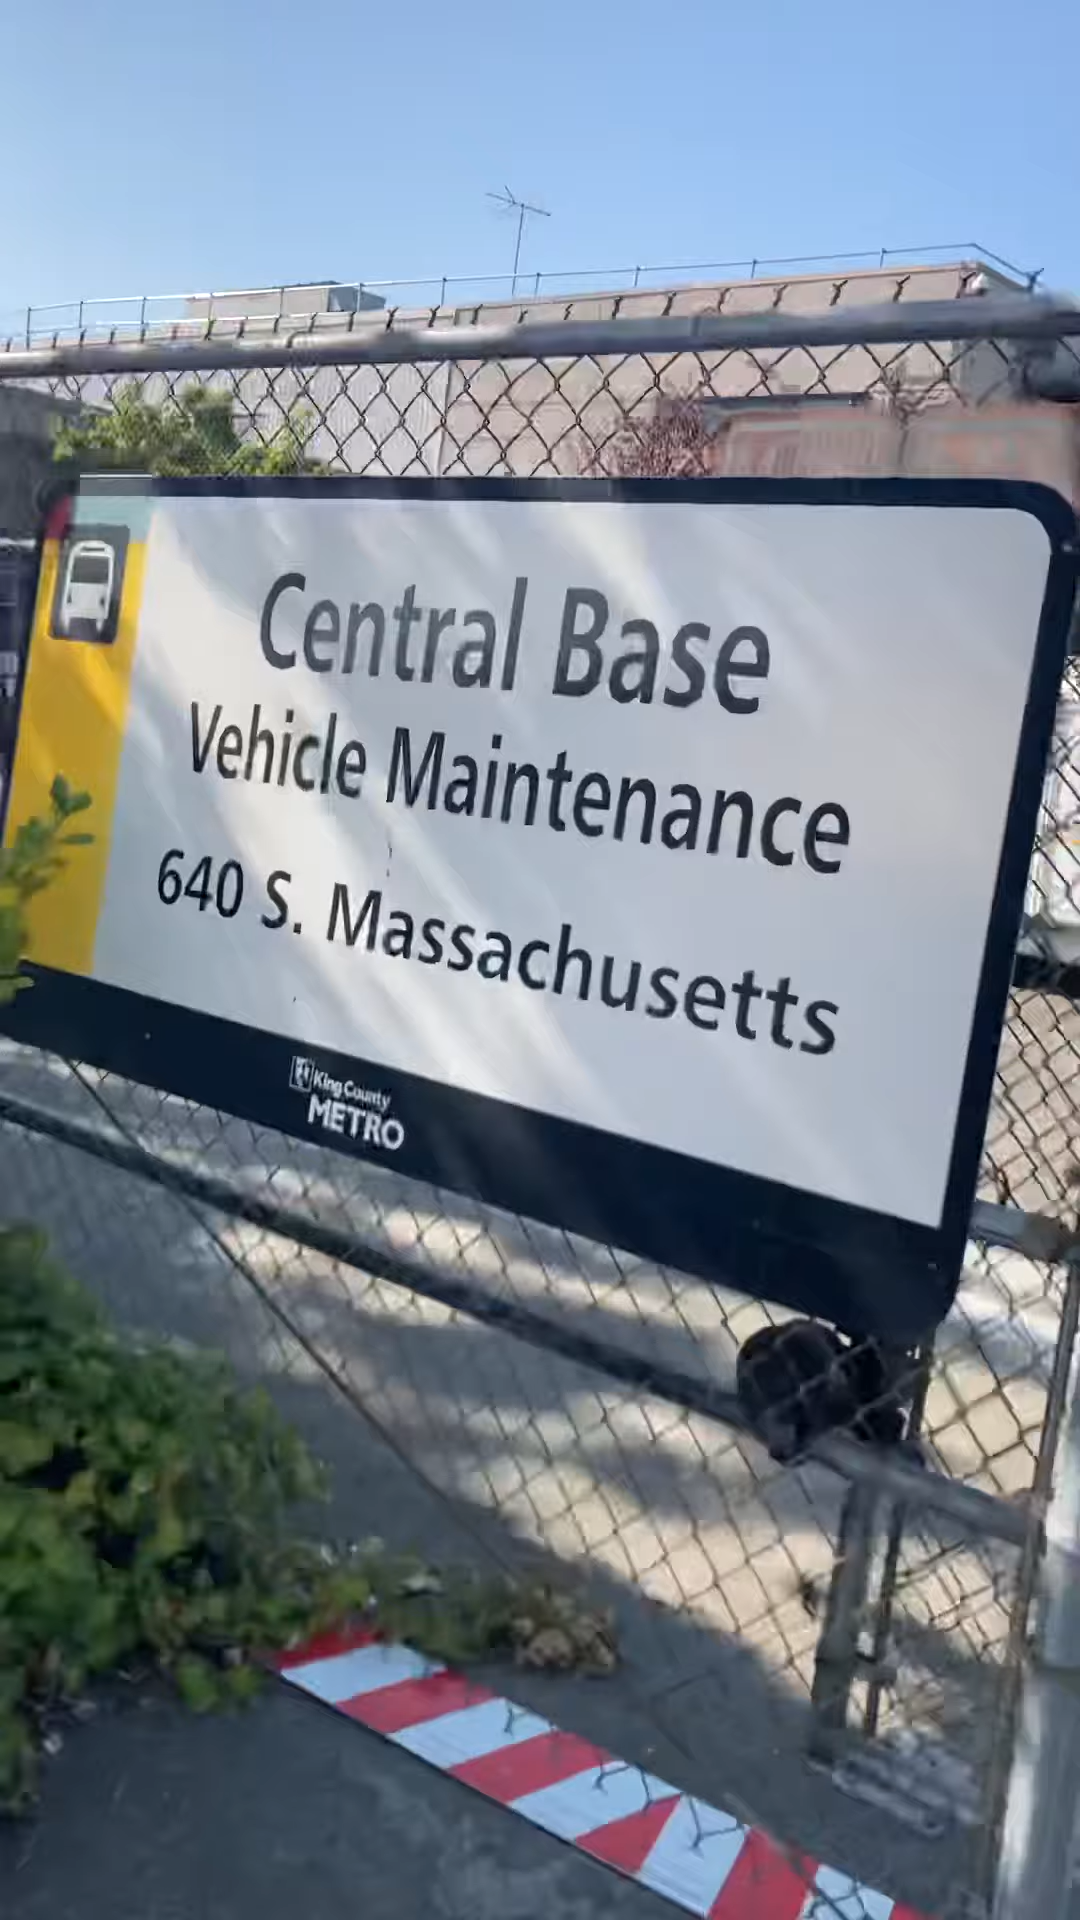 Central Base
Vehicle Maintenance
640 S. Massachusetts
King County
METRO